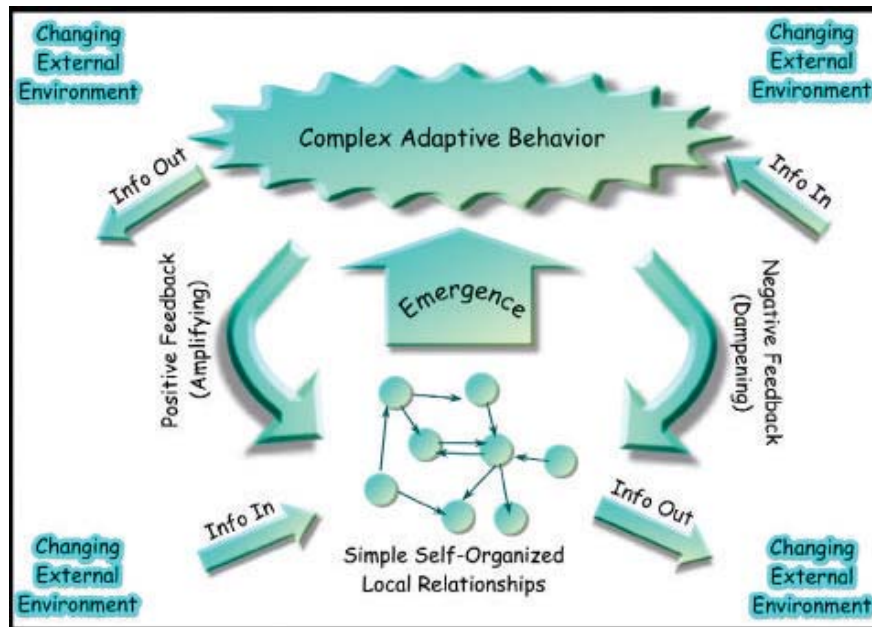 Changing
External
Environment
Changing
External
Environment
Complex Adaptive Behavior
Info Out
Info In
Positive Feedback
(Amplifying)
Emergence
Negative Feedback
(Dampening)
Info In
Info Out
Simple Self-Organized
Local Relationships
Changing
External
Environment
Changing
External
Environment